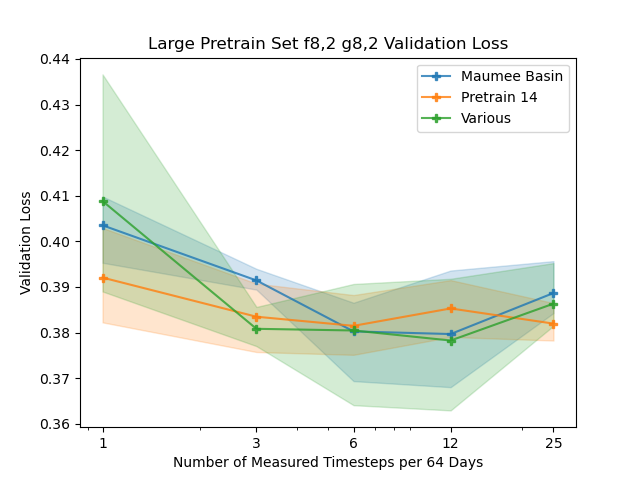 Large Pretrain Set f8,2 g8,2 Validation Loss
Maumee Basin
Pretrain 14
Various
Validation Loss
0.44
0.43
0.42
0.41
0.40
0.39
0.38
0.37
0.36
1 3 6 12 25
Number of Measured Timesteps per 64 Days